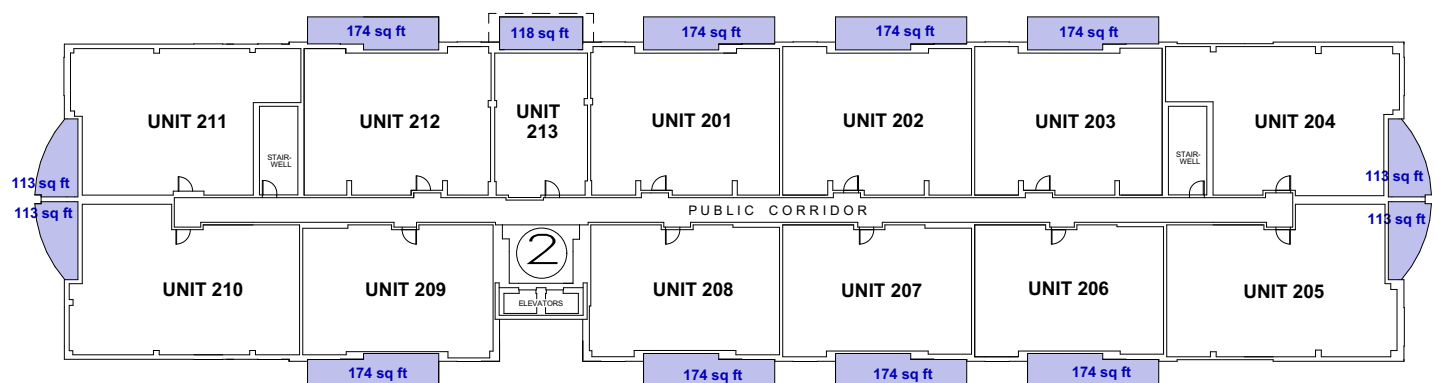 174 sq ft
118 sq ft
174 sq ft
174 sq ft
174 sq ft
UNIT 211
UNIT 212
UNIT
213
UNIT 201
UNIT 202
UNIT 203
UNIT 204
STAIR-
WELL
STAIR-
WELL
113 sq ft
113 sq ft
113 sq ft
113 sq ft
PUBLIC CORRIDOR
2
UNIT 210
UNIT 209
ELEVATORS
UNIT 208
UNIT 207
UNIT 206
UNIT 205
174 sq ft
174 sq ft
174 sq ft
174 sq ft